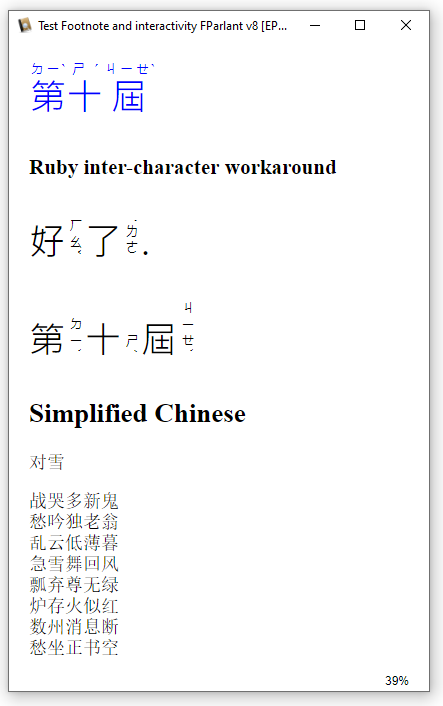 Test Footnote and interactivity FParlant v8 [EP...
ㄉㄧˋ ㄕˊ ㄐㄧㄝˋ
第十屆
Ruby inter-character workaround
好ㄏㄠˇ了ㄌㄜ˙.
第ㄉㄧˋ十ㄕˊ屆ㄐㄧㄝˋ
Simplified Chinese
对雪
战哭多新鬼
愁吟独老翁
乱云低薄暮
急雪舞回风
瓢弃尊无绿
炉存火似红
数州消息断
愁坐正书空
39%